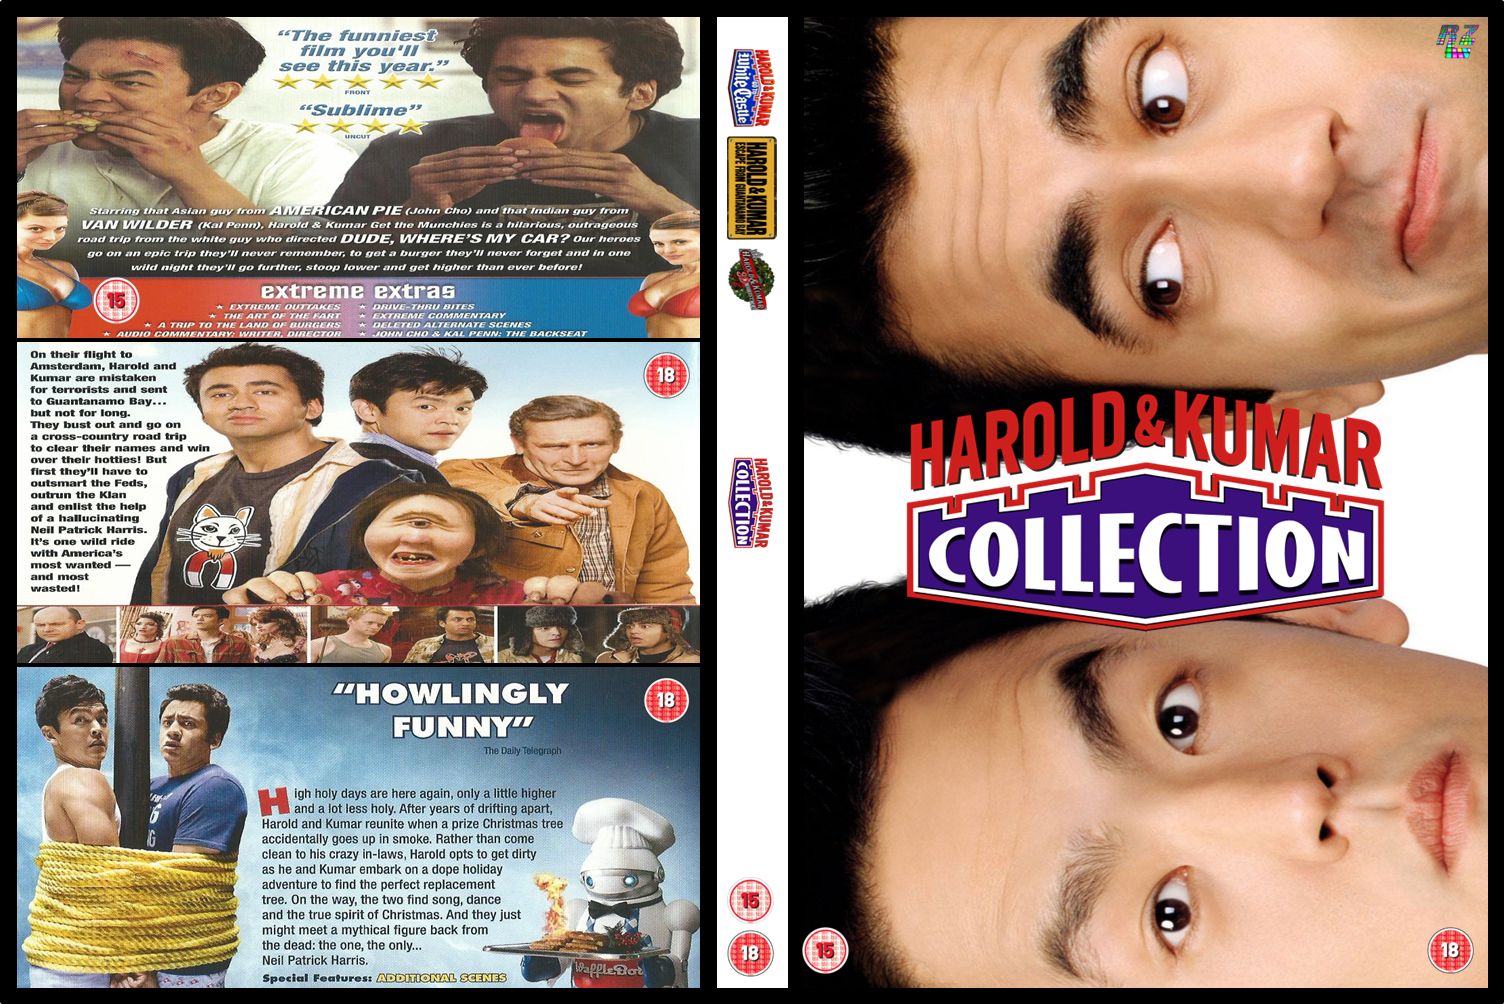 “The funniest
film you'll
see this year.”
FRONT
“Sublime”
UNCUT
Starring that Asian guy from AMERICAN PIE (John Cho) and that Indian guy from
VAN WILDER (Kal Penn), Harold & Kumar Get the Munchies is a hilarious, outrageous
road trip from the white guy who directed DUDE, WHERE'S MY CAR? Our heroes
go on an epic trip they'll never remember, to get a burger they'll never forget and in one
wild night they'll go further, stoop lower and get higher than ever before!
15
extreme extras
★ EXTREME OUTTAKES ★ DRIVE-THRU BITES
★ THE ART OF THE FART ★ EXTREME COMMENTARY
★ A TRIP TO THE LAND OF BURGERS ★ DELETED ALTERNATE SCENES
★ AUDIO COMMENTARY: WRITER, DIRECTOR ★ JOHN CHO & KAL PENN: THE BACKSEAT
On their flight to
Amsterdam, Harold and
Kumar are mistaken
for terrorists and sent
to Guantanamo Bay...
but not for long.
They bust out and go on
a cross-country road trip
to clear their names and win
over their hotties! But
first they'll have to
outsmart the Feds,
outrun the Klan
and enlist the help
of a hallucinating
Neil Patrick Harris.
It's one wild ride
with America's
most wanted —
and most
wasted!
18
“HOWLINGLY
FUNNY”
The Daily Telegraph
18
High holy days are here again, only a little higher
and a lot less holy. After years of drifting apart,
Harold and Kumar reunite when a prize Christmas tree
accidentally goes up in smoke. Rather than come
clean to his crazy in-laws, Harold opts to get dirty
as he and Kumar embark on a dope holiday
adventure to find the perfect replacement
tree. On the way, the two find song, dance
and the true spirit of Christmas. And they just
might meet a mythical figure back from
the dead: the one, the only...
Neil Patrick Harris.
Special Features: ADDITIONAL SCENES
WaffleBot
HAROLD & KUMAR
White Castle
HAROLD & KUMAR
ESCAPE FROM GUANTANAMO BAY
HAROLD & KUMAR
HAROLD & KUMAR
COLLECTION
15
18
HAROLD & KUMAR
COLLECTION
15
18